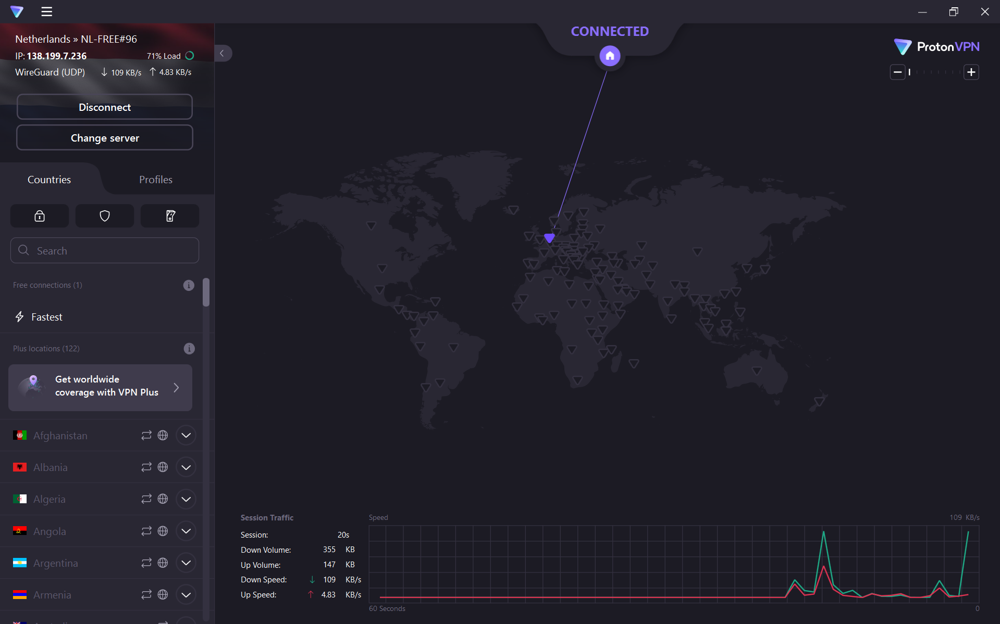 Netherlands » NL-FREE#96
IP: 138.199.7.236
71% Load
WireGuard (UDP)
109 KB/s
4.83 KB/s
Disconnect
Change server
Countries
Profiles
Search
Free connections (1)
Fastest
Plus locations (122)
Get worldwide
coverage with VPN Plus
Afghanistan
Albania
Algeria
Angola
Argentina
Armenia
CONNECTED
ProtonVPN
Session Traffic
Session: 20s
Down Volume: 355 KB
Up Volume: 147 KB
Down Speed: 109 KB/s
Up Speed: 4.83 KB/s
Speed
109 KB/s
60 Seconds
0